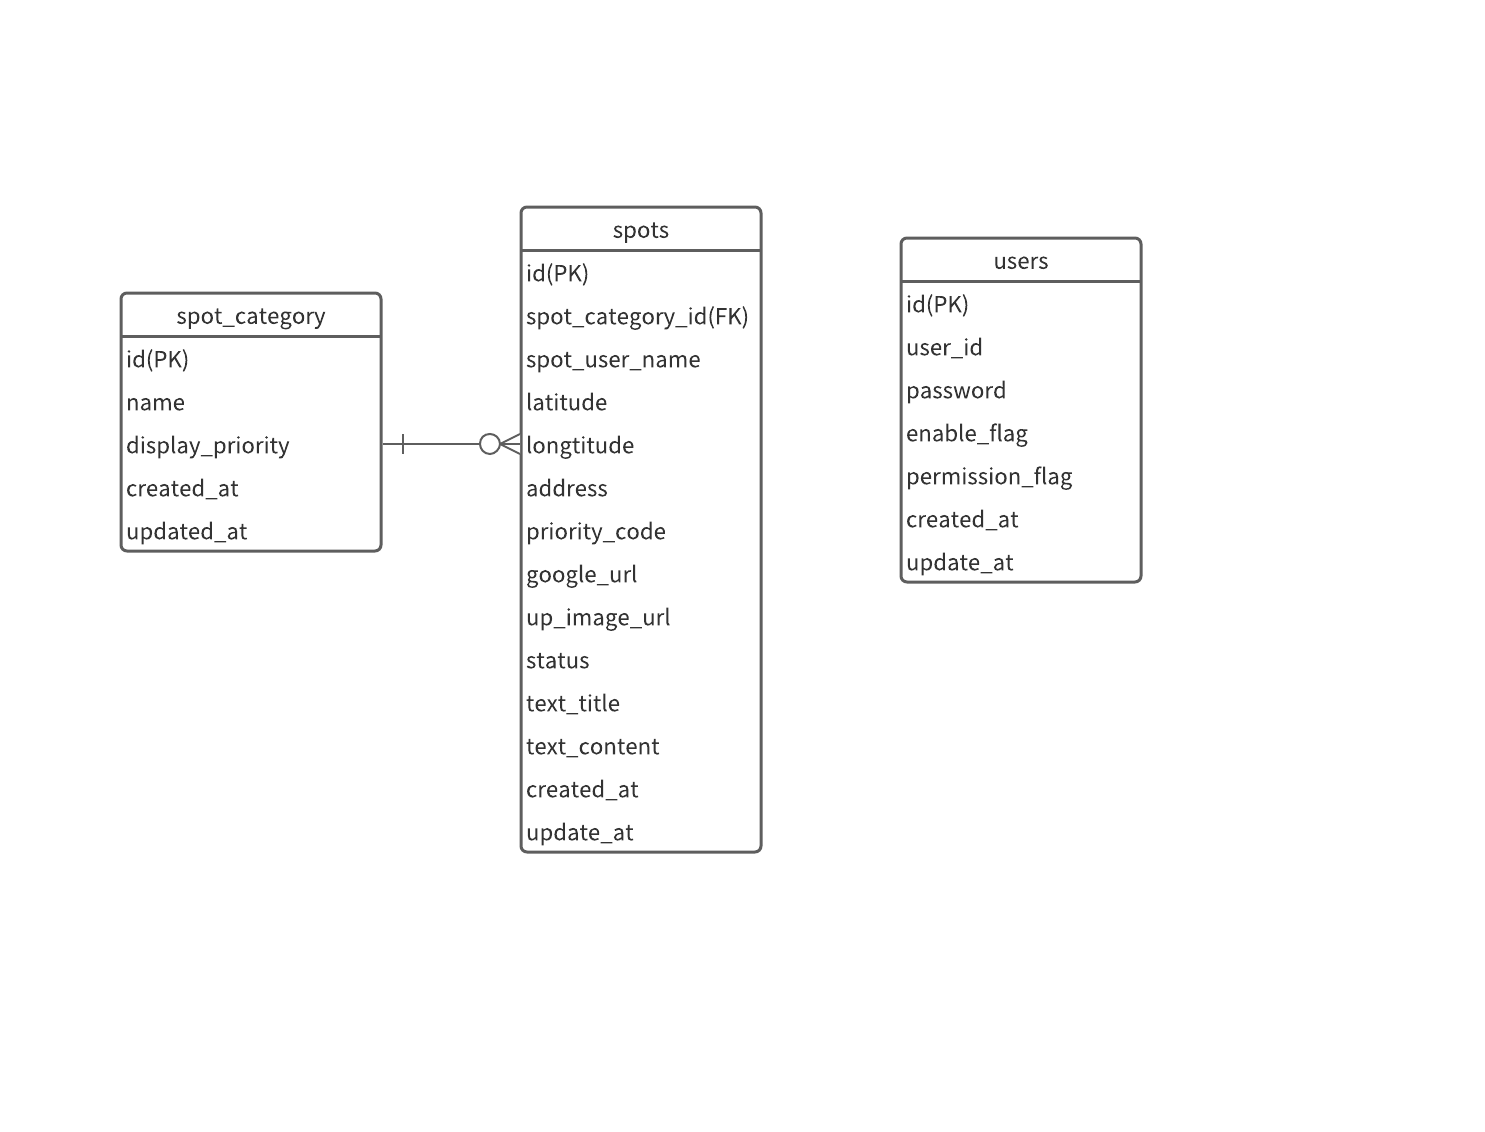 spot_category
id(PK)
name
display_priority
created_at
updated_at
spots
id(PK)
spot_category_id(FK)
spot_user_name
latitude
longtitude
address
priority_code
google_url
up_image_url
status
text_title
text_content
created_at
update_at
users
id(PK)
user_id
password
enable_flag
permission_flag
created_at
update_at